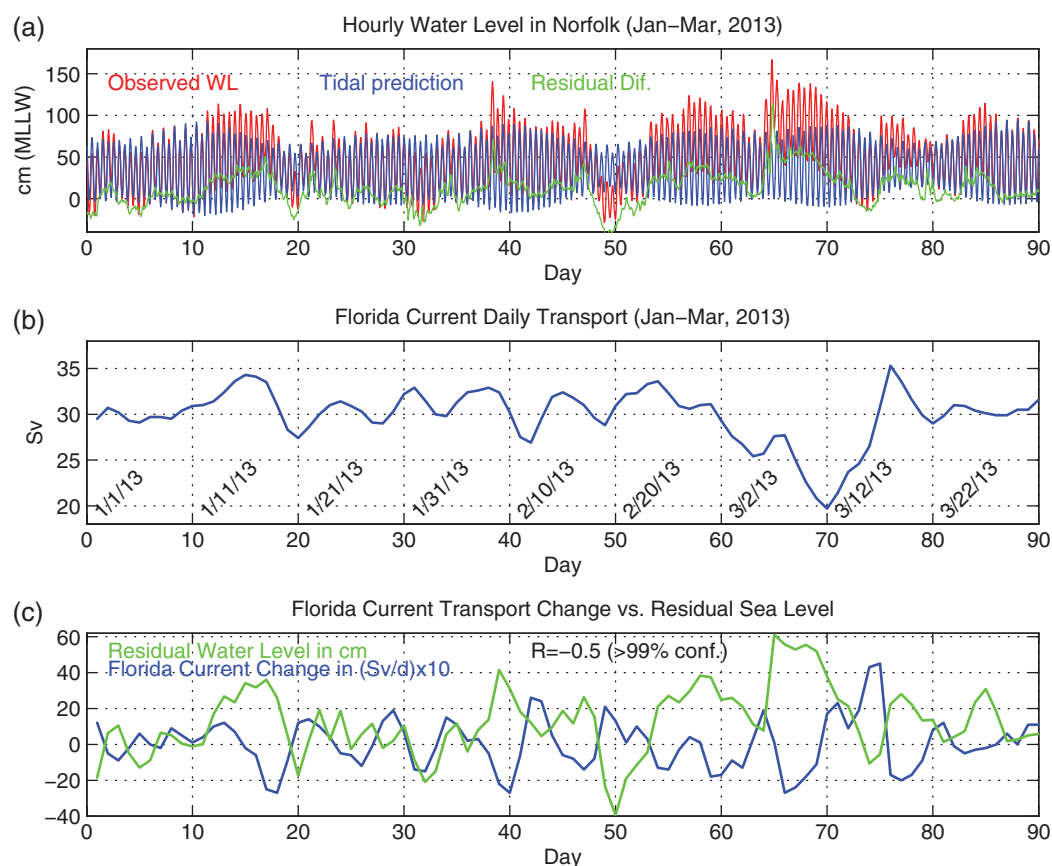 (a)
Hourly Water Level in Norfolk (Jan−Mar, 2013)
Observed WL Tidal prediction Residual Dif.
cm (MLLW)
150
100
50
0
0 10 20 30 40 50 60 70 80 90
Day
(b)
Florida Current Daily Transport (Jan−Mar, 2013)
Sv
35
30
25
20
1/1/13 1/11/13 1/21/13 1/31/13 2/10/13 2/20/13 3/2/13 3/12/13 3/22/13
0 10 20 30 40 50 60 70 80 90
Day
(c)
Florida Current Transport Change vs. Residual Sea Level
Residual Water Level in cm R=−0.5 (>99% conf.)
Florida Current Change in (Sv/d)x10
60
40
20
0
−20
−40
0 10 20 30 40 50 60 70 80 90
Day